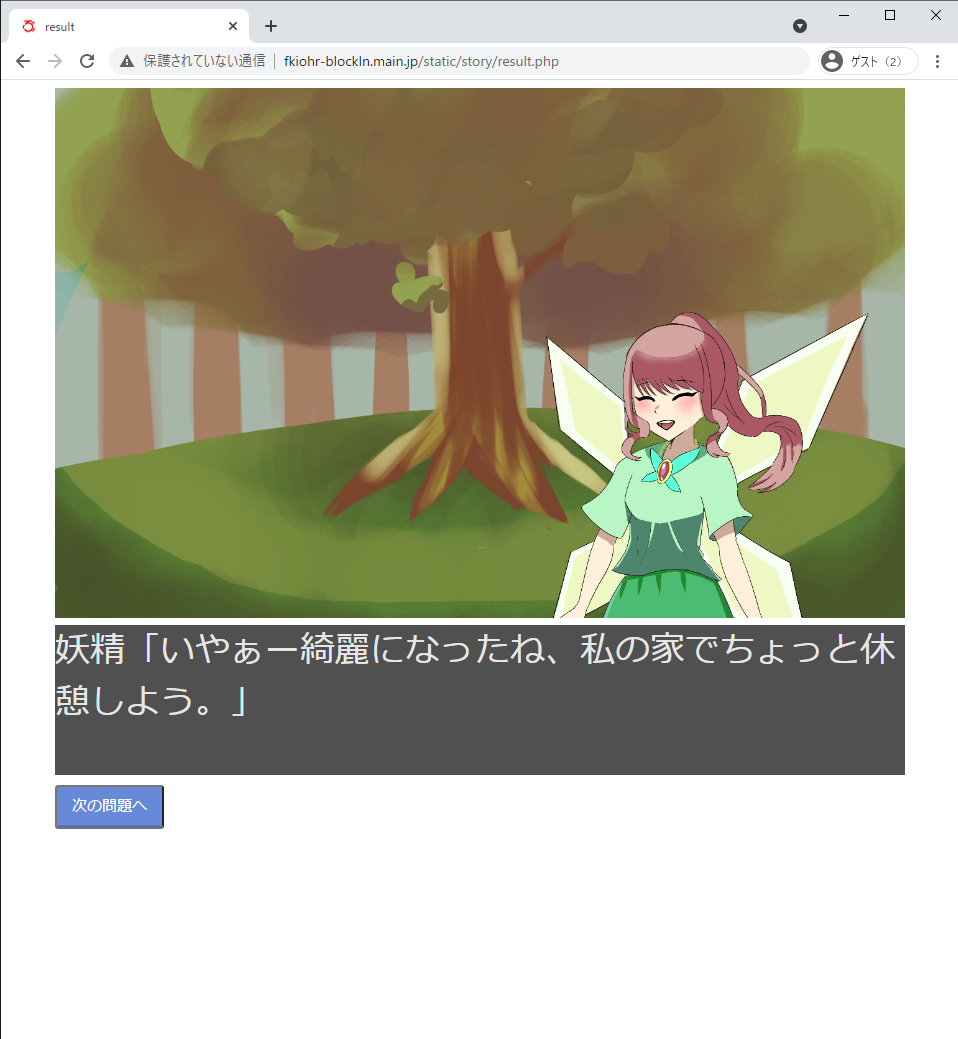 result
保護されていない通信
fkiohr-blockln.main.jp/static/story/result.php
ゲスト (2)
妖精「いやぁー綺麗になったね、私の家でちょっと休
憩しよう。」
次の問題へ